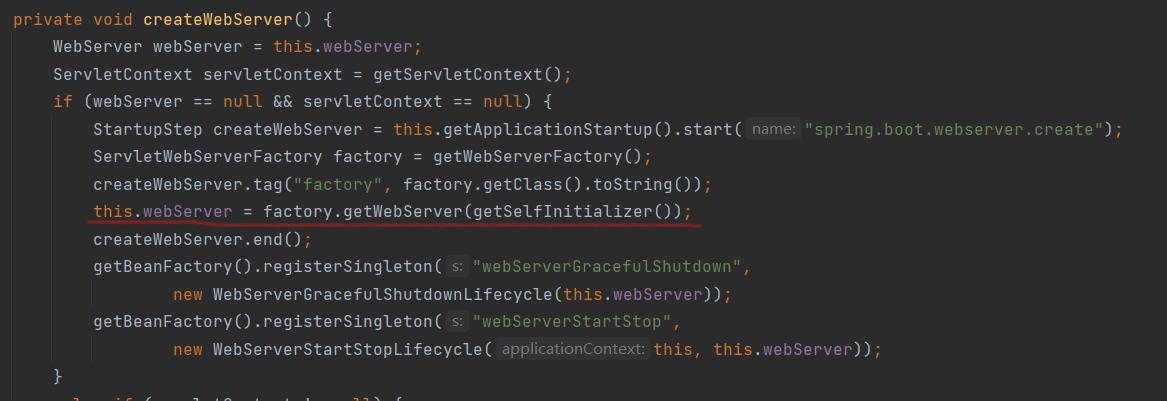 private void createWebServer() {
WebServer webServer = this.webServer;
ServletContext servletContext = getServletContext();
if (webServer == null && servletContext == null) {
StartupStep createWebServer = this.getApplicationStartup().start( name: "spring.boot.webserver.create");
ServletWebServerFactory factory = getWebServerFactory();
createWebServer.tag("factory", factory.getClass().toString());
this.webServer = factory.getWebServer(getSelfInitializer());
createWebServer.end();
getBeanFactory().registerSingleton( s: "webServerGracefulShutdown",
new WebServerGracefulShutdownLifecycle(this.webServer));
getBeanFactory().registerSingleton( s: "webServerStartStop",
new WebServerStartStopLifecycle( applicationContext: this, this.webServer));
}